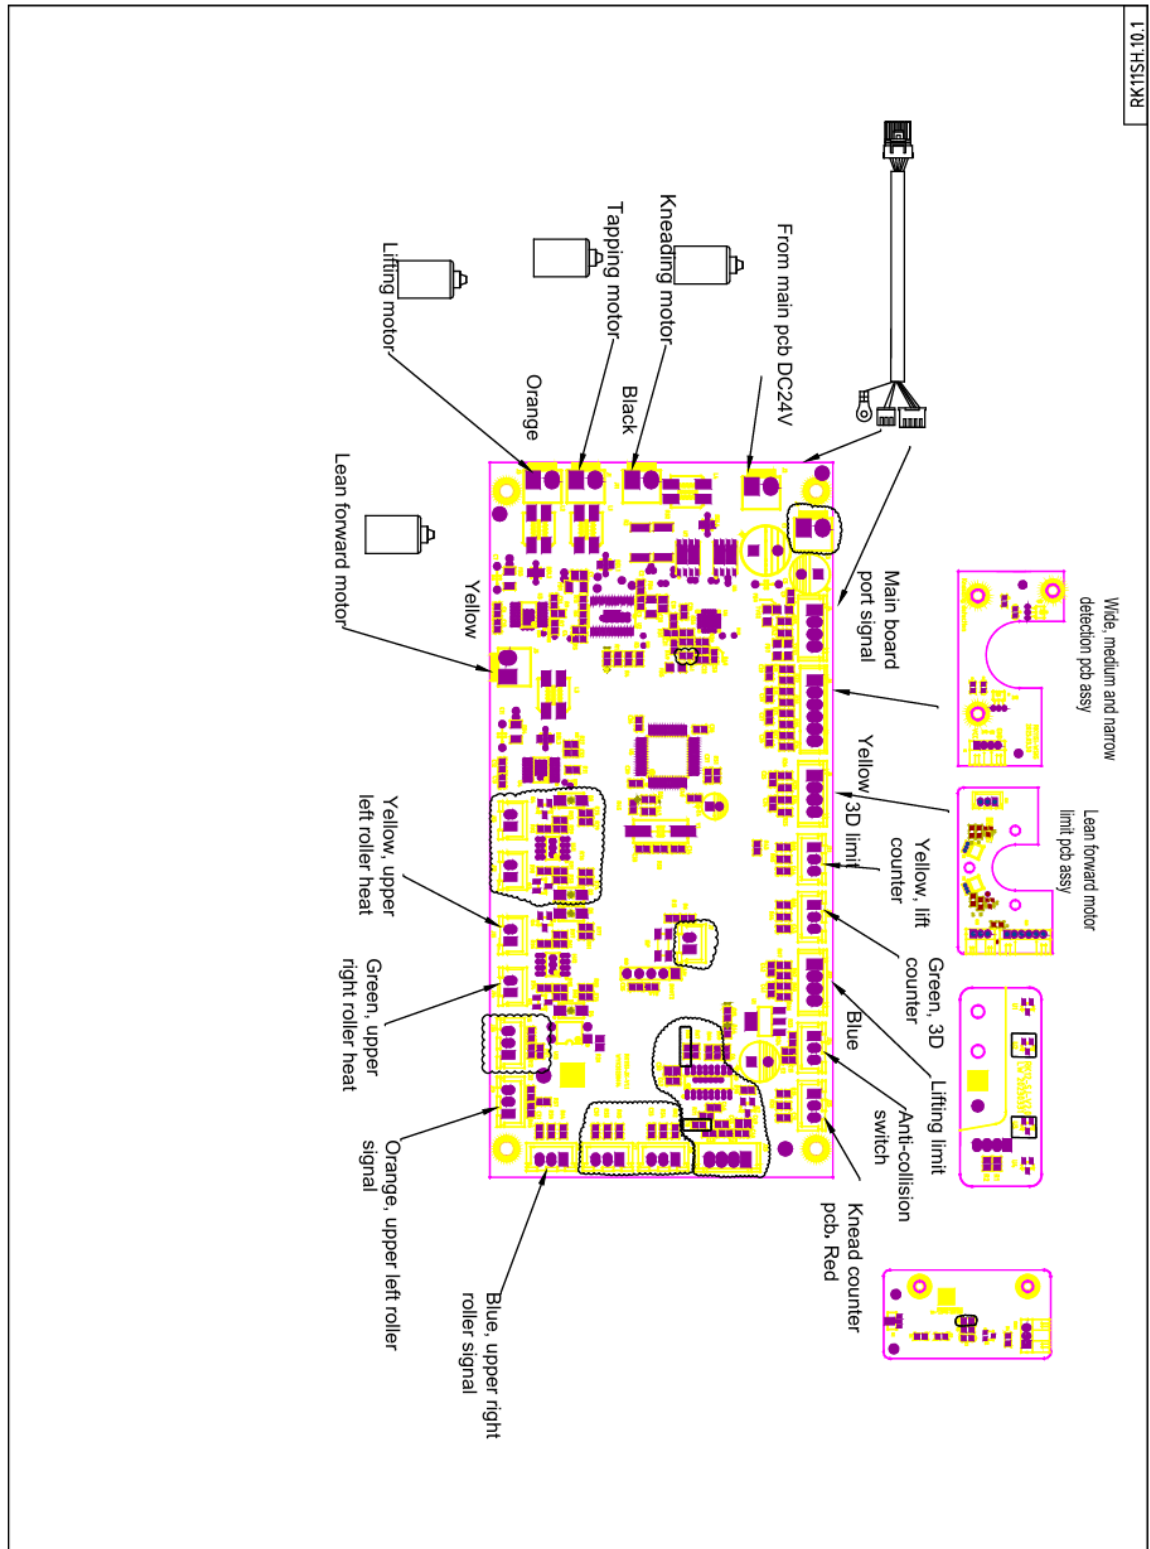 RK11SH.10.1
From main pcb DC24V
Kneading motor
Tapping motor
Lifting motor
Black
Orange
Lean forward motor
Yellow
Main board
port signal
Wide, medium and narrow
detection pcb assy
Yellow
3D limit
Lean forward motor
limit pcb assy
Yellow, lift
counter
Green, 3D
counter
Blue
Lifting limit
Anti-collision
switch
Knead counter
pcb, Red
Yellow, upper
left roller heat
Green, upper
right roller heat
Orange, upper left roller
signal
Blue, upper right
roller signal